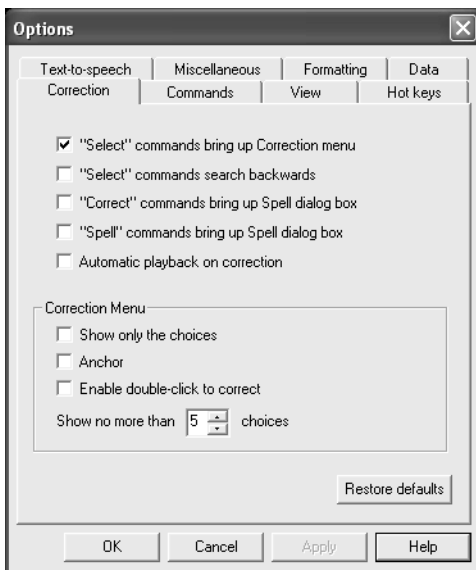 Options
Text-to-speech Miscellaneous Formatting Data
Correction Commands View Hot keys
"Select" commands bring up Correction menu
"Select" commands search backwards
"Correct" commands bring up Spell dialog box
"Spell" commands bring up Spell dialog box
Automatic playback on correction
Correction Menu
Show only the choices
Anchor
Enable double-click to correct
Show no more than 5 choices
Restore defaults
OK Cancel Apply Help